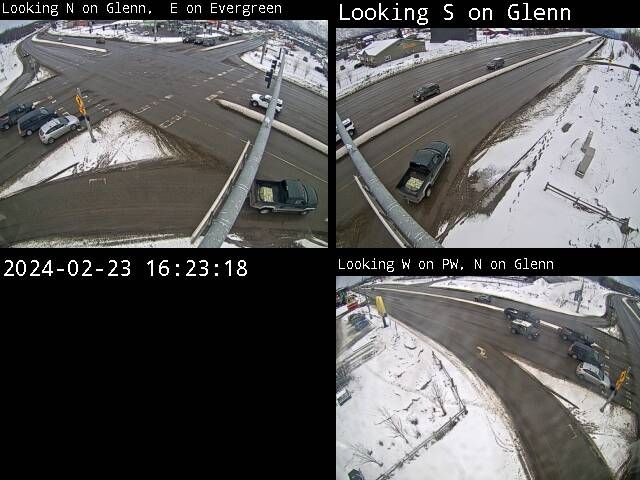 Looking N on Glenn,  E on Evergreen
Looking S on Glenn
2024-02-23 16:23:18
Looking W on PW, N on Glenn